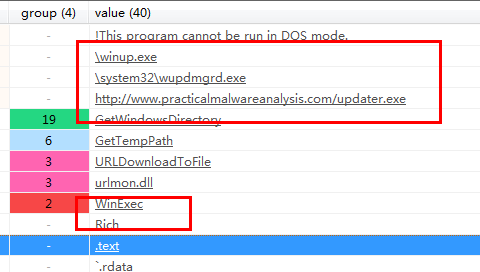 group (4) value (40)
- !This program cannot be run in DOS mode.
- \winup.exe
- \system32\wupdmgrd.exe
- http://www.practicalmalwareanalysis.com/updater.exe
19 GetWindowsDirectory
6 GetTempPath
3 URLDownloadToFile
3 urlmon.dll
2 WinExec
- Rich
- .text
- `.rdata